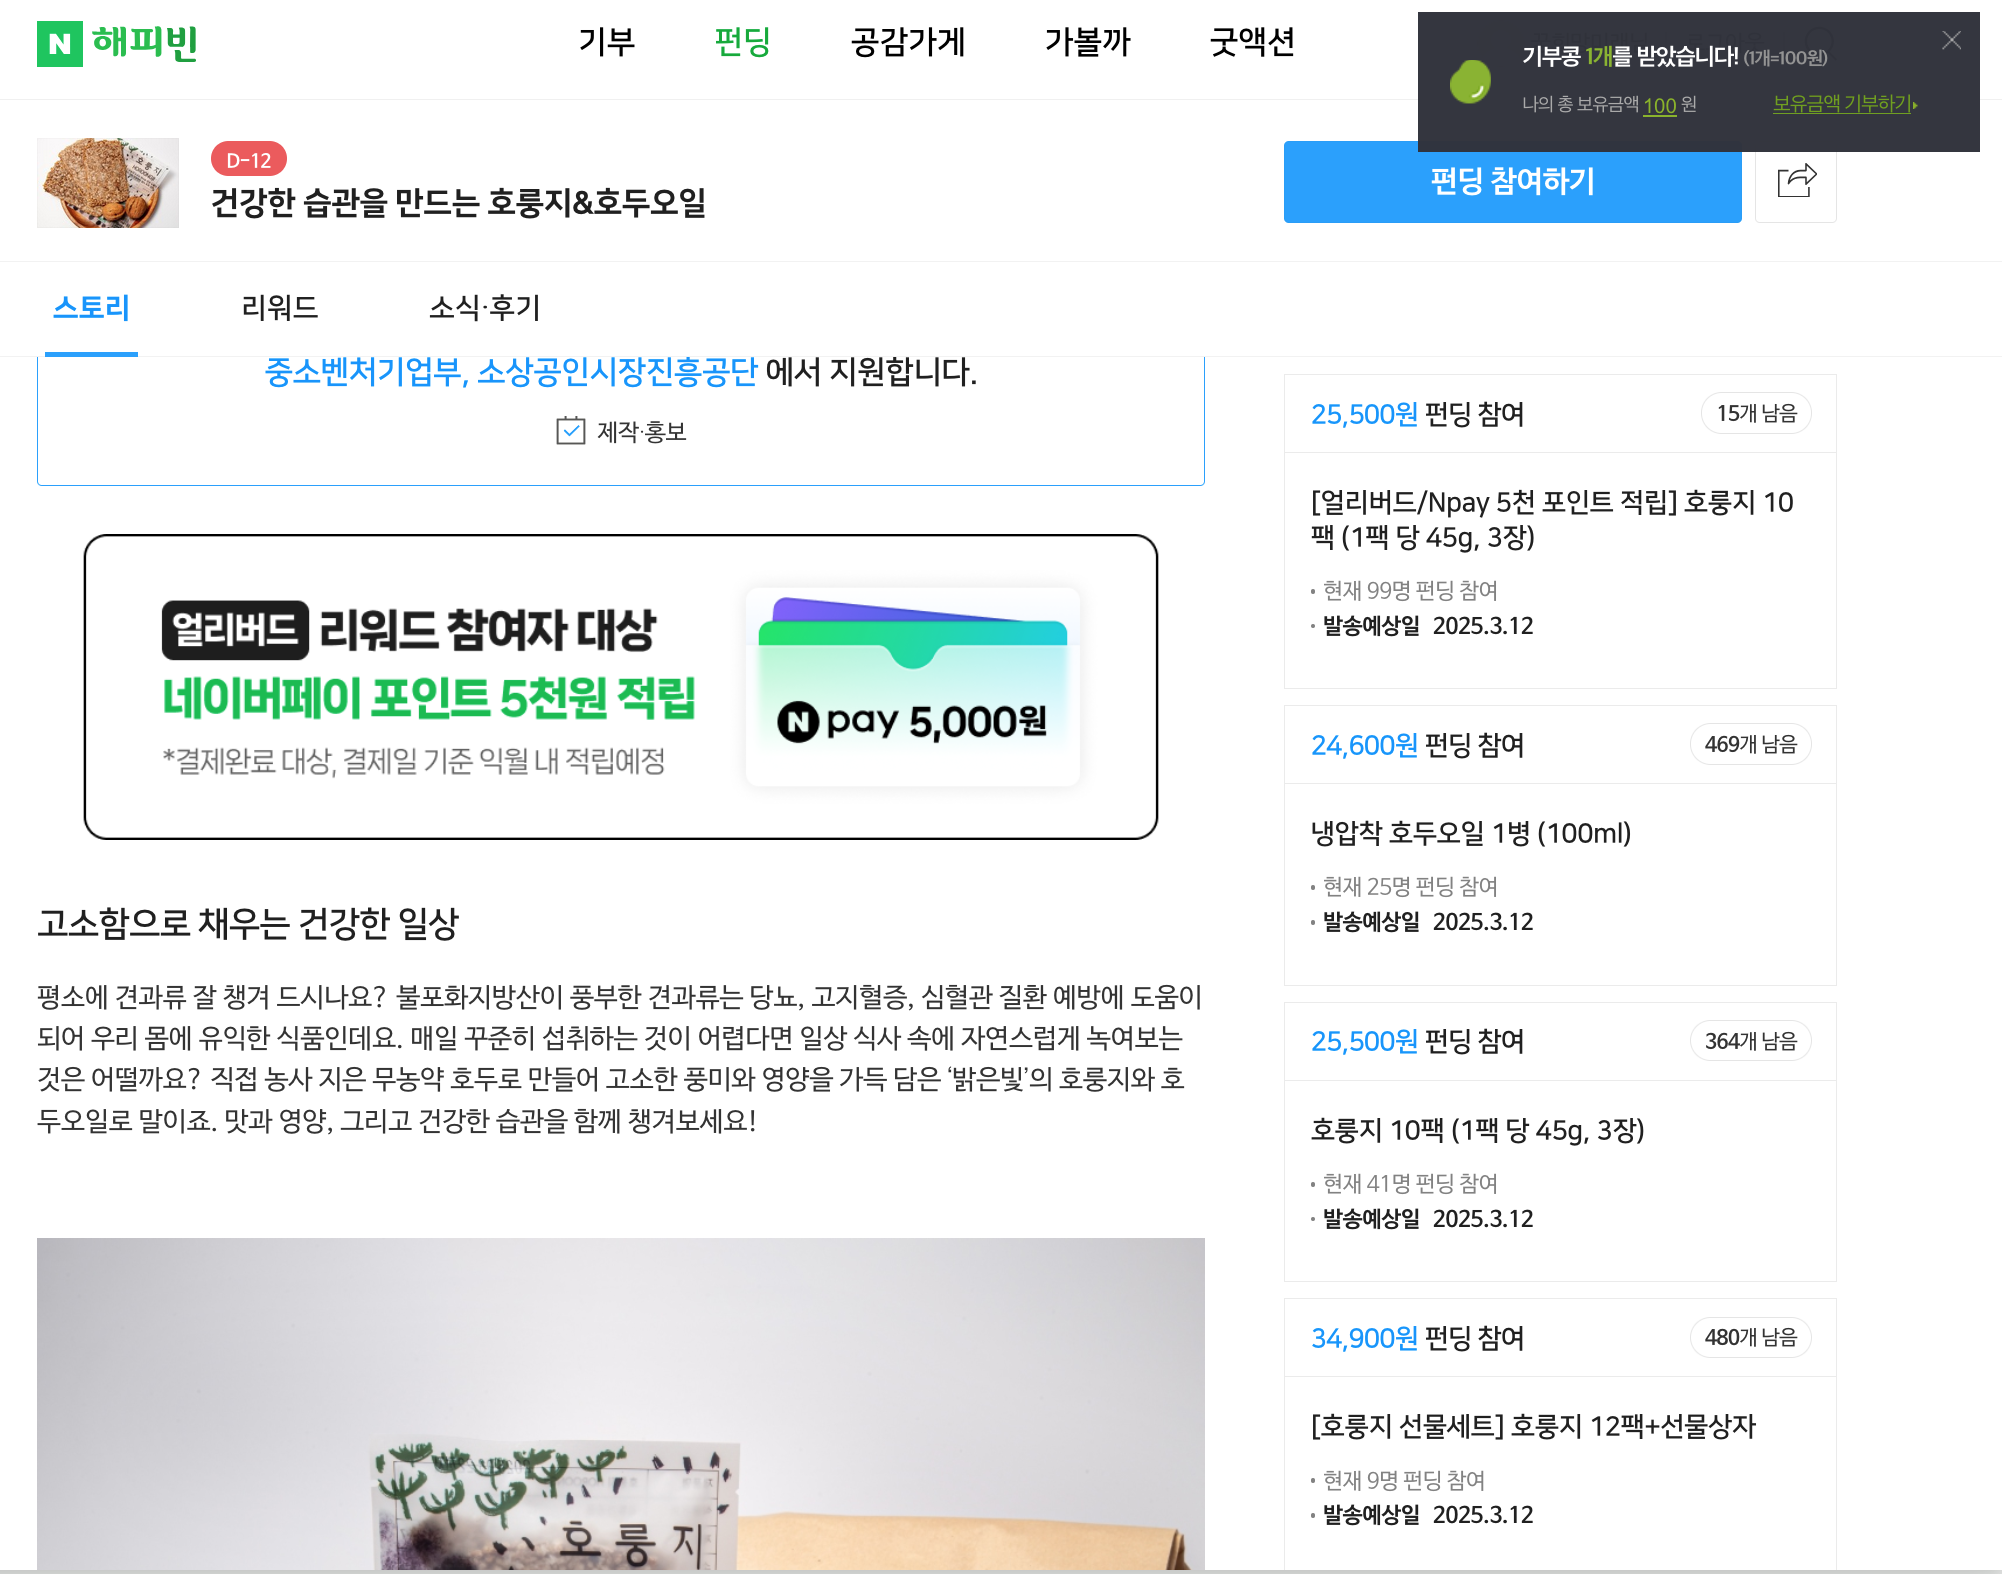 N 해피빈
기부
펀딩
공감가게
가볼까
굿액션
기부콩 1개를 받았습니다! (1개=100원)
나의 총 보유금액 100 원
보유금액 기부하기
D-12
건강한 습관을 만드는 호롱지&호두오일
펀딩 참여하기
스토리
리워드
소식·후기
중소벤처기업부, 소상공인시장진흥공단 에서 지원합니다.
제작·홍보
얼리버드 리워드 참여자 대상
네이버페이 포인트 5천원 적립
*결제완료 대상, 결제일 기준 익월 내 적립예정
N pay 5,000원
고소함으로 채우는 건강한 일상
평소에 견과류 잘 챙겨 드시나요? 불포화지방산이 풍부한 견과류는 당뇨, 고지혈증, 심혈관 질환 예방에 도움이
되어 우리 몸에 유익한 식품인데요. 매일 꾸준히 섭취하는 것이 어렵다면 일상 식사 속에 자연스럽게 녹여보는
것은 어떨까요? 직접 농사 지은 무농약 호두로 만들어 고소한 풍미와 영양을 가득 담은 ‘밝은빛’의 호롱지와 호
두오일로 말이죠. 맛과 영양, 그리고 건강한 습관을 함께 챙겨보세요!
호롱지
25,500원 펀딩 참여
15개 남음
[얼리버드/Npay 5천 포인트 적립] 호롱지 10
팩 (1팩 당 45g, 3장)
· 현재 99명 펀딩 참여
· 발송예상일 2025.3.12
24,600원 펀딩 참여
469개 남음
냉압착 호두오일 1병 (100ml)
· 현재 25명 펀딩 참여
· 발송예상일 2025.3.12
25,500원 펀딩 참여
364개 남음
호롱지 10팩 (1팩 당 45g, 3장)
· 현재 41명 펀딩 참여
· 발송예상일 2025.3.12
34,900원 펀딩 참여
480개 남음
[호롱지 선물세트] 호롱지 12팩+선물상자
· 현재 9명 펀딩 참여
· 발송예상일 2025.3.12